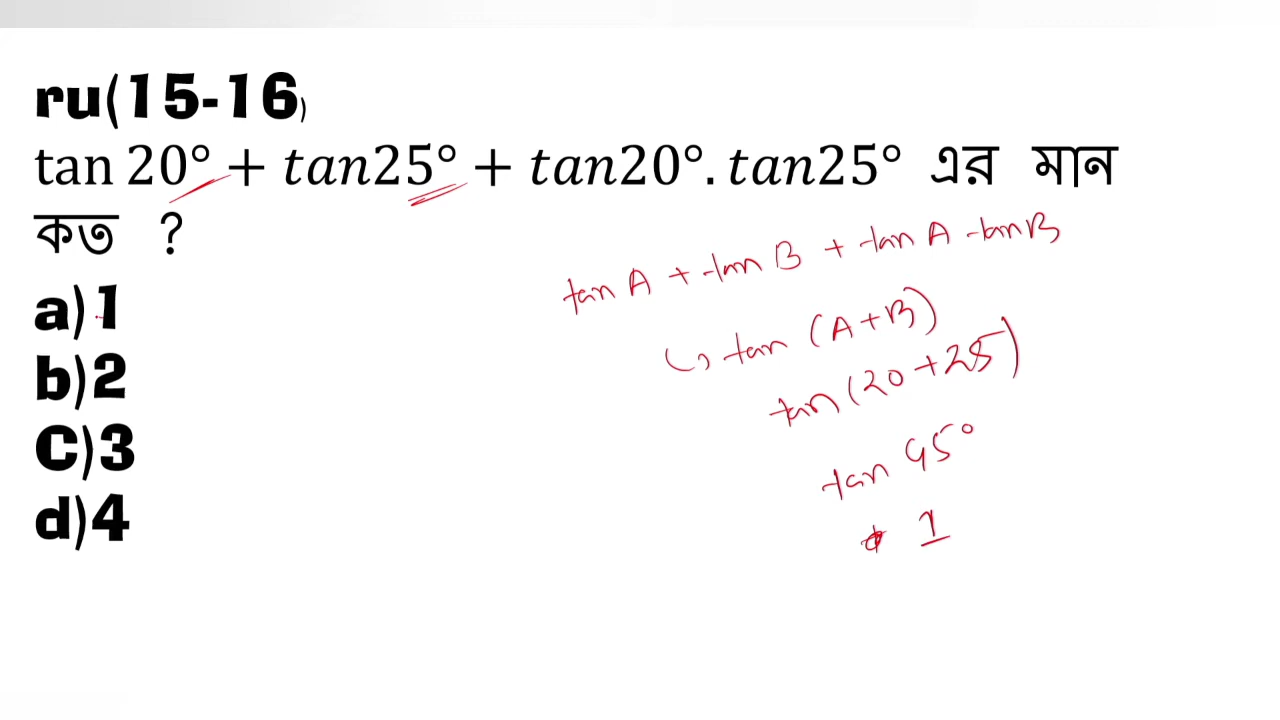 ru(15-16)
tan 20° + tan25° + tan20°. tan25° এর মান
কত ?
a)1
b)2
C)3
d)4
tan A + tan B + tan A tan B
↳ tan (A+B)
tan (20+25)
tan 45°
1